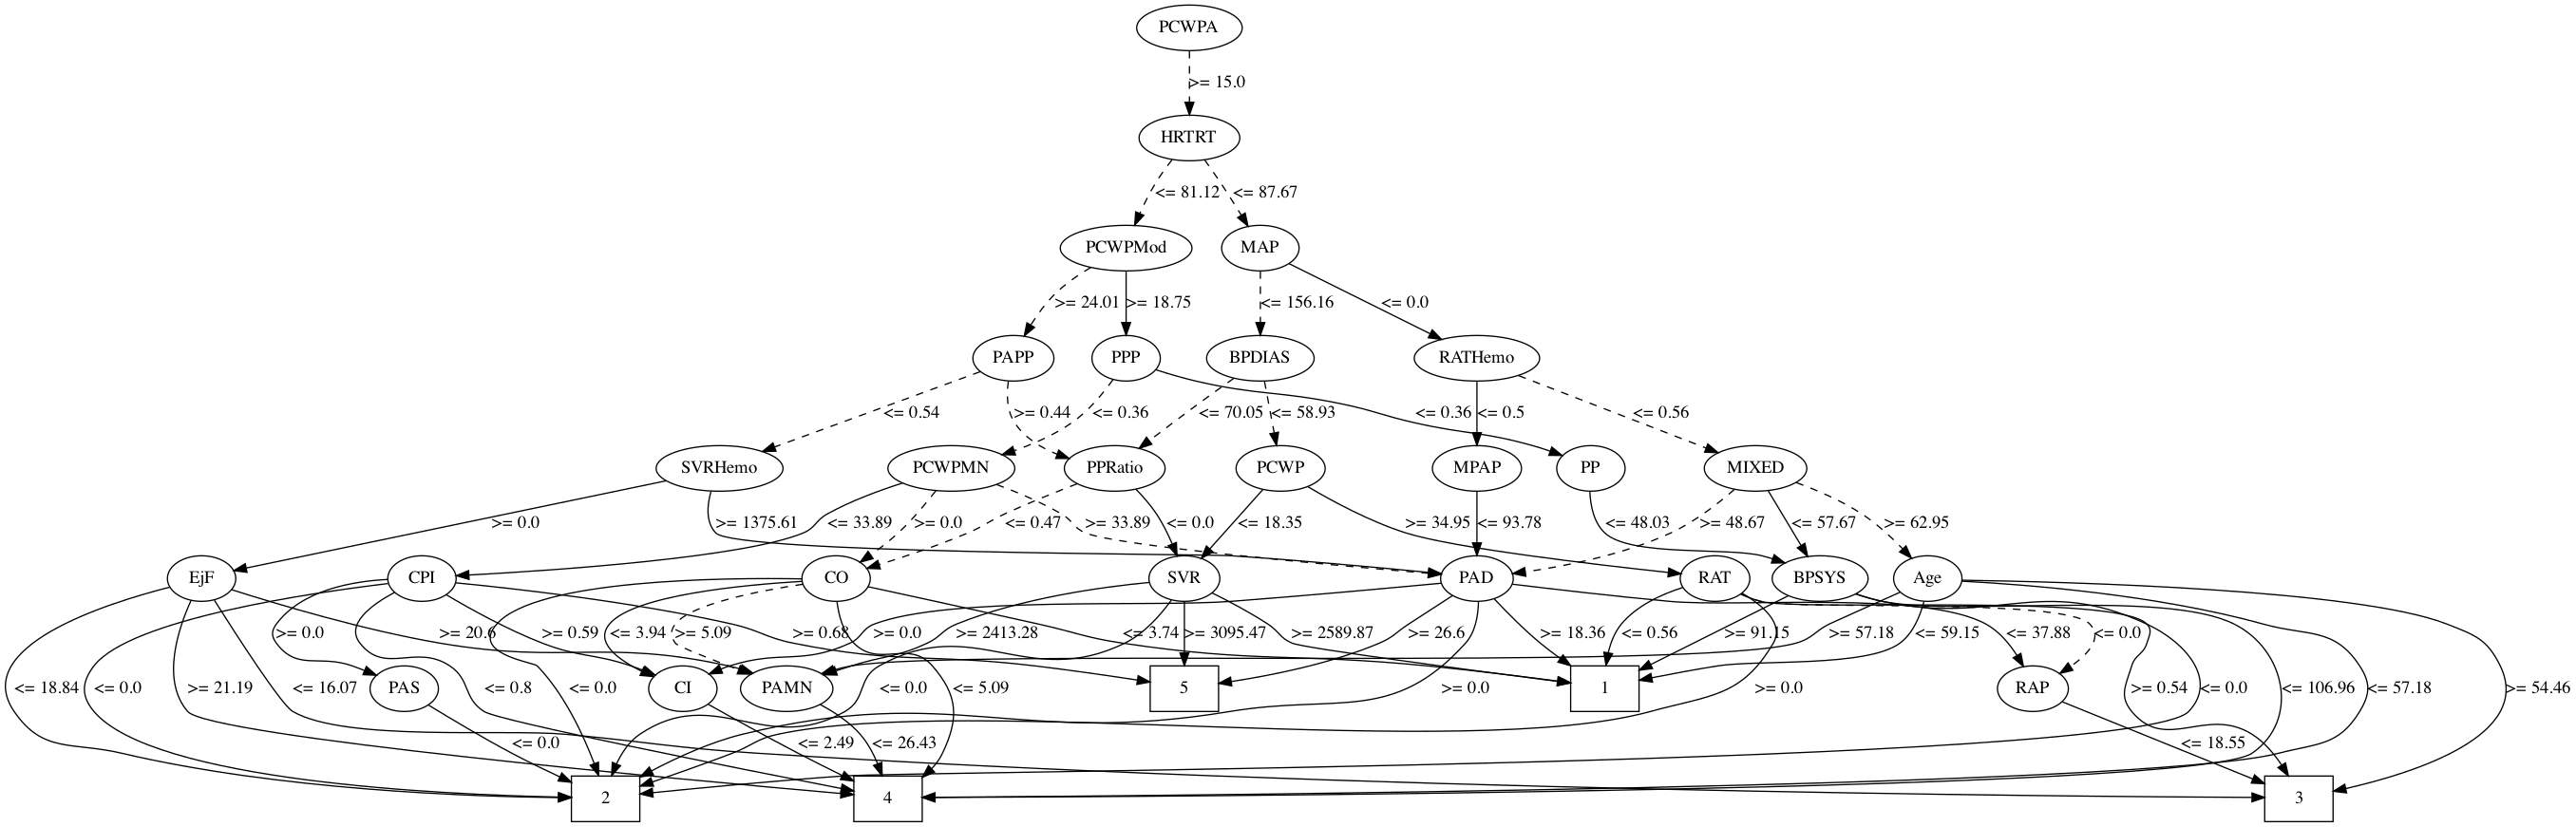 PCWPA
>= 15.0
HRTRT
<= 81.12
<= 87.67
PCWPMod
MAP
>= 24.01
>= 18.75
<= 156.16
<= 0.0
PAPP
PPP
BPDIAS
RATHemo
<= 0.54
>= 0.44
<= 0.36
<= 70.05
<= 58.93
<= 0.36
<= 0.5
<= 0.56
SVRHemo
PCWPMN
PPRatio
PCWP
MPAP
PP
MIXED
>= 0.0
>= 1375.61
<= 33.89
>= 0.0
<= 0.47
>= 33.89
<= 0.0
<= 18.35
>= 34.95
<= 93.78
<= 48.03
>= 48.67
<= 57.67
>= 62.95
EjF
CPI
CO
SVR
PAD
RAT
BPSYS
Age
>= 0.0
>= 20.6
>= 0.59
<= 3.94
>= 5.09
>= 0.68
>= 0.0
>= 2413.28
<= 3.74
>= 3095.47
>= 2589.87
>= 26.6
>= 18.36
<= 0.56
>= 91.15
>= 57.18
<= 59.15
<= 37.88
<= 0.0
<= 18.84
<= 0.0
>= 21.19
<= 16.07
PAS
<= 0.8
<= 0.0
CI
PAMN
<= 0.0
<= 5.09
5
>= 0.0
1
>= 0.0
RAP
>= 0.54
<= 0.0
<= 106.96
<= 57.18
>= 54.46
<= 0.0
<= 2.49
<= 26.43
<= 18.55
2
4
3